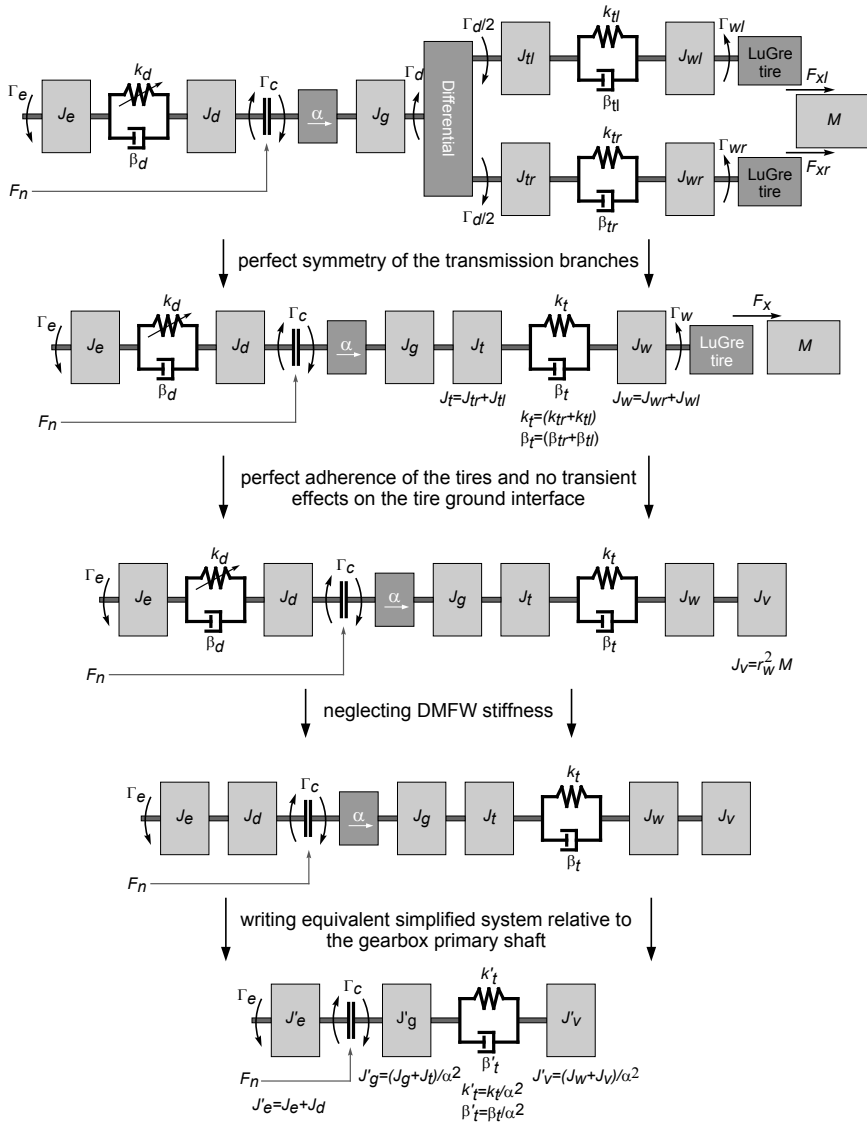 Γe
Je
kd
βd
Jd
Γc
Fn
α
Jg
Γd
Differential
Γd/2
Jtl
ktl
βtl
Jwl
Γwl
LuGre
tire
Fxl
M
Γd/2
Jtr
ktr
βtr
Jwr
Γwr
LuGre
tire
Fxr
perfect symmetry of the transmission branches
Γe
Je
kd
βd
Jd
Γc
Fn
α
Jg
Jt
Jt=Jtr+Jtl
kt
βt
kt=(ktr+ktl)
βt=(βtr+βtl)
Jw
Jw=Jwr+Jwl
Γw
LuGre
tire
Fx
M
perfect adherence of the tires and no transient
effects on the tire ground interface
Γe
Je
kd
βd
Jd
Γc
Fn
α
Jg
Jt
kt
βt
Jw
Jv
Jv=r²w M
neglecting DMFW stiffness
Γe
Je
Jd
Γc
Fn
α
Jg
Jt
kt
βt
Jw
Jv
writing equivalent simplified system relative to
the gearbox primary shaft
Γe
J'e
Γc
Fn
J'e=Je+Jd
J'g
J'g=(Jg+Jt)/α²
k't
β't
k't=kt/α²
β't=βt/α²
J'v
J'v=(Jw+Jv)/α²